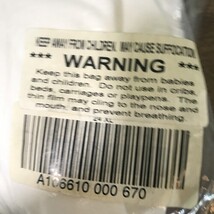 KEEP AWAY FROM CHILDREN. MAY CAUSE SUFFOCATION
*** WARNING ***
Keep this bag away from babies
and children. Do not use in cribs,
beds, carriages or playpens. The
thin film may cling to the nose and
mouth and prevent breathing.
24 XL
A106610 000 670